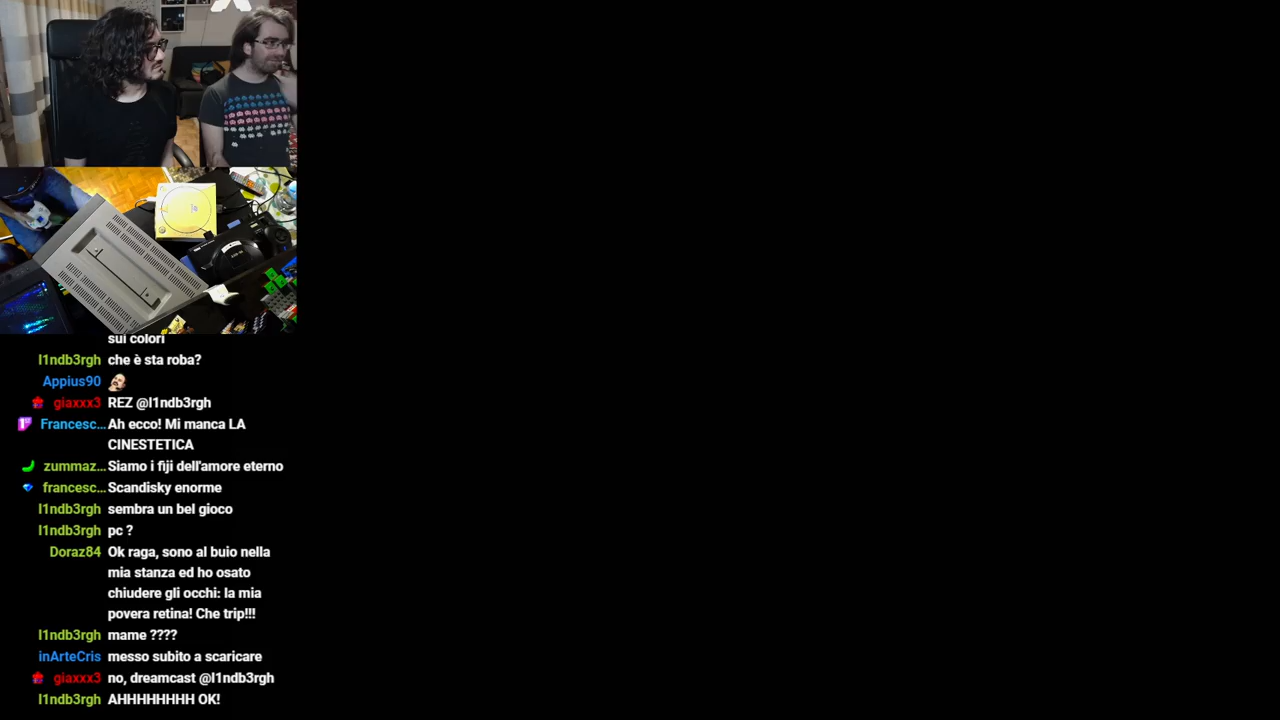 sui colori
l1ndb3rgh che è sta roba?
Appius90
giaxxx3 REZ @l1ndb3rgh
Francesc... Ah ecco! Mi manca LA
CINESTETICA
zummaz... Siamo i fiji dell'amore eterno
francesc... Scandisky enorme
l1ndb3rgh sembra un bel gioco
l1ndb3rgh pc ?
Doraz84 Ok raga, sono al buio nella
mia stanza ed ho osato
chiudere gli occhi: la mia
povera retina! Che trip!!!
l1ndb3rgh mame ????
inArteCris messo subito a scaricare
giaxxx3 no, dreamcast @l1ndb3rgh
l1ndb3rgh AHHHHHHHH OK!